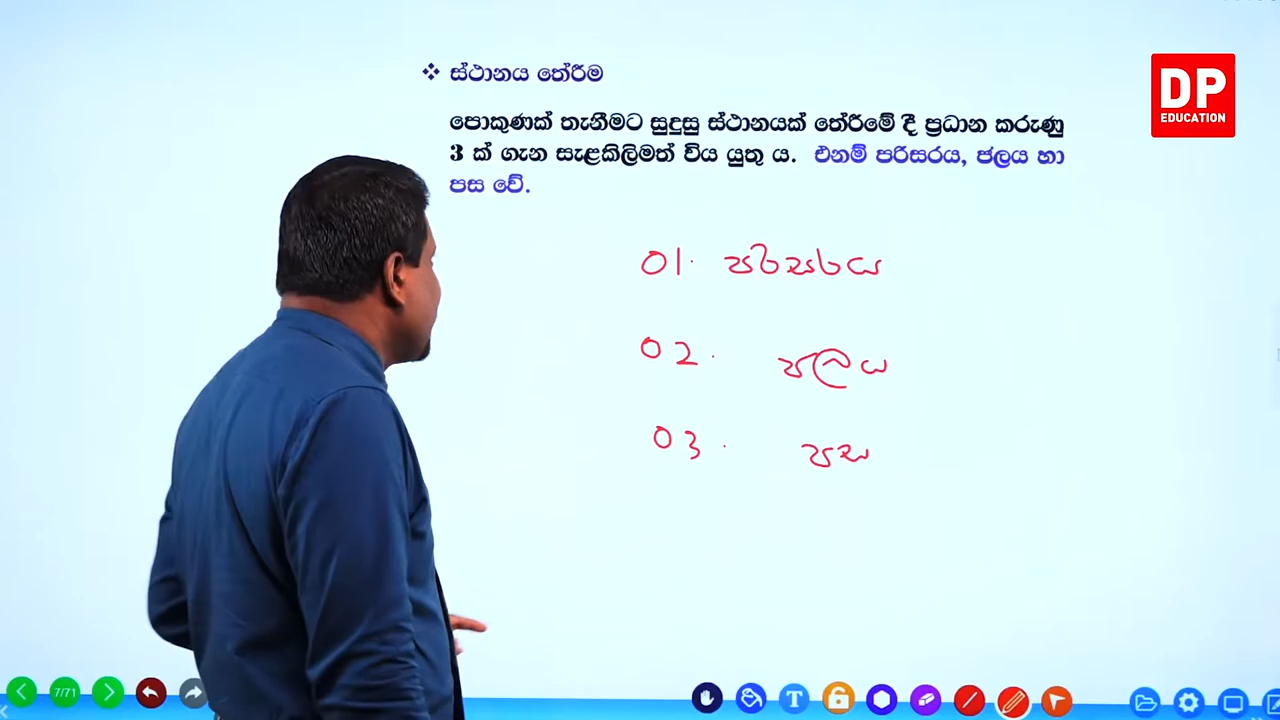 ❖ ස්ථානය තේරීම
DP
EDUCATION
පොකුණක් තැනීමට සුදුසු ස්ථානයක් තේරීමේ දී ප්‍රධාන කරුණු
3 ක් ගැන සැළකිලිමත් විය යුතු ය. එනම් පරිසරය, ජලය හා
පස වේ.
01. පරිසරය
02. ජලය
03. පස
7/71
T